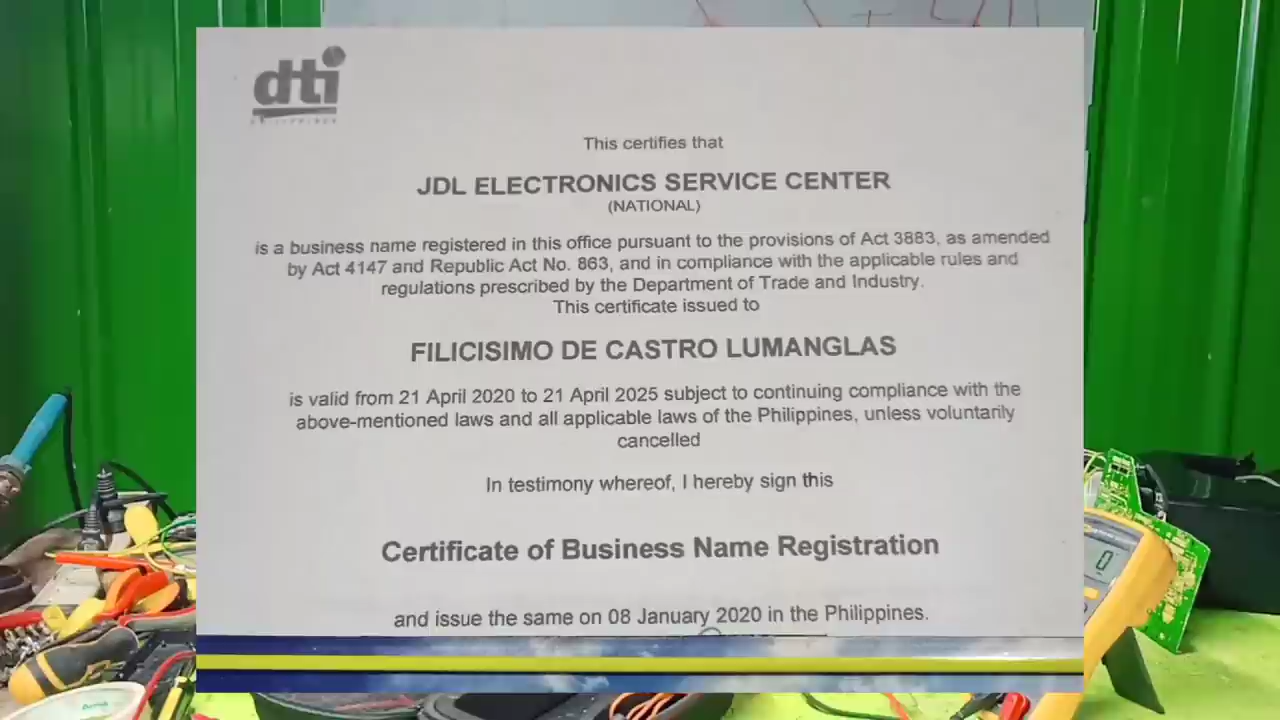 dti
PHILIPPINES
This certifies that
JDL ELECTRONICS SERVICE CENTER
(NATIONAL)
is a business name registered in this office pursuant to the provisions of Act 3883, as amended
by Act 4147 and Republic Act No. 863, and in compliance with the applicable rules and
regulations prescribed by the Department of Trade and Industry.
This certificate issued to
FILICISIMO DE CASTRO LUMANGLAS
is valid from 21 April 2020 to 21 April 2025 subject to continuing compliance with the
above-mentioned laws and all applicable laws of the Philippines, unless voluntarily
cancelled
In testimony whereof, I hereby sign this
Certificate of Business Name Registration
and issue the same on 08 January 2020 in the Philippines.
0